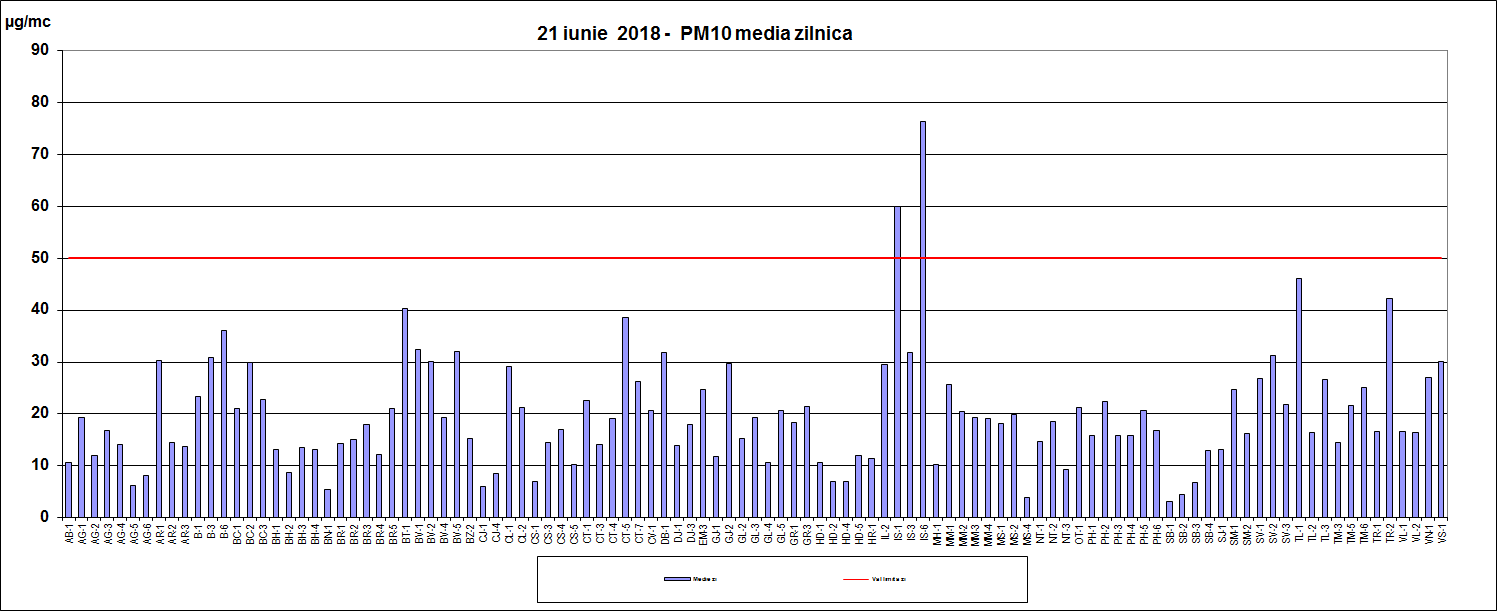 µg/mc
21 iunie 2018 - PM10 media zilnica
90
80
70
60
50
40
30
20
10
0
AB-1 AG-1 AG-2 AG-3 AG-4 AG-5 AG-6 AR-1 AR-2 AR-3 B-1 B-3 B-6 BC-1 BC-2 BC-3 BH-1 BH-2 BH-3 BH-4 BN-1 BR-1 BR-2 BR-3 BR-4 BR-5 BT-1 BV-1 BV-2 BV-4 BV-5 BZ-2 CJ-1 CJ-4 CL-1 CL-2 CS-1 CS-3 CS-4 CS-5 CT-1 CT-3 CT-4 CT-5 CT-7 CV-1 DB-1 DJ-1 DJ-3 EM-3 GJ-1 GJ-2 GL-2 GL-3 GL-4 GL-5 GR-1 GR-3 HD-1 HD-2 HD-4 HD-5 HR-1 IL-2 IS-1 IS-3 IS-6 MH-1 MM-1 MM-2 MM-3 MM-4 MS-1 MS-2 MS-4 NT-1 NT-2 NT-3 OT-1 PH-1 PH-2 PH-3 PH-4 PH-5 PH-6 SB-1 SB-2 SB-3 SB-4 SJ-1 SM-1 SM-2 SV-1 SV-2 SV-3 TL-1 TL-2 TL-3 TM-3 TM-5 TM-6 TR-1 TR-2 VL-1 VL-2 VN-1 VS-1
Medie zi Val limita zi